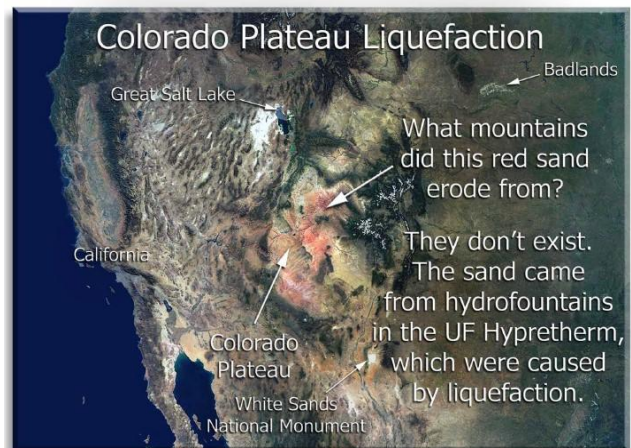 Colorado Plateau Liquefaction
Badlands
Great Salt Lake
What mountains
did this red sand
erode from?
California
They don't exist.
The sand came
from hydrofountains
in the UF Hypretherm,
which were caused
by liquefaction.
Colorado
Plateau
White Sands
National Monument